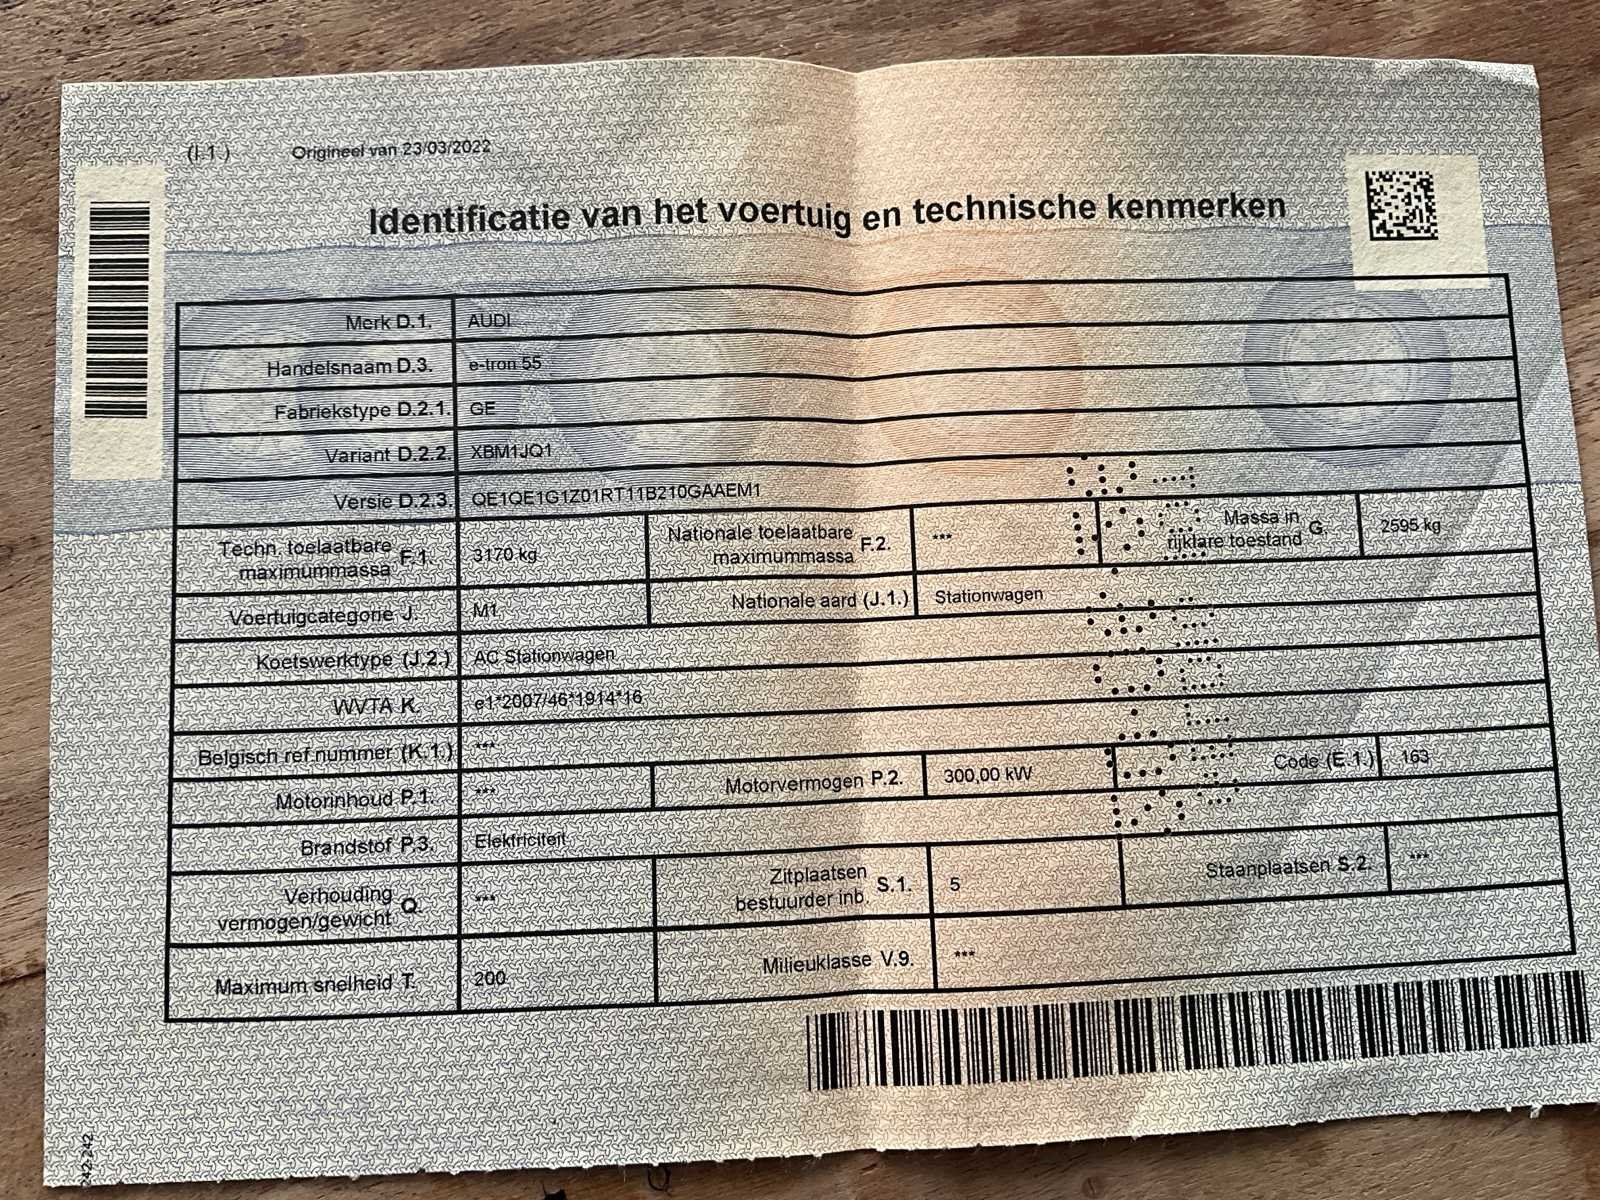 (I.1.) Origineel van 23/03/2022
Identificatie van het voertuig en technische kenmerken
Merk D.1. AUDI
Handelsnaam D.3. e-tron 55
Fabriekstype D.2.1. GE
Variant D.2.2. XBM1JQ1
Versie D.2.3. QE1QE1G1Z01RT11B210GAAEM1
Techn. toelaatbare
maximummassa F.1. 3170 kg
Nationale toelaatbare
maximummassa F.2. ***
Massa in
rijklare toestand G. 2595 kg
Voertuigcategorie J. M1 Nationale aard (J.1.) Stationwagen
Koetswerktype (J.2.) AC Stationwagen
WVTA K. e1*2007/46*1914*16
Belgisch ref.nummer (K.1.) ***
Motorinhoud P.1. *** Motorvermogen P.2. 300,00 kW Code (E.1.) 163
Brandstof P.3. Elektriciteit
Verhouding
vermogen/gewicht Q. ***
Zitplaatsen
bestuurder inb. S.1. 5
Staanplaatsen S.2. ***
Maximum snelheid T. 200 Milieuklasse V.9. ***